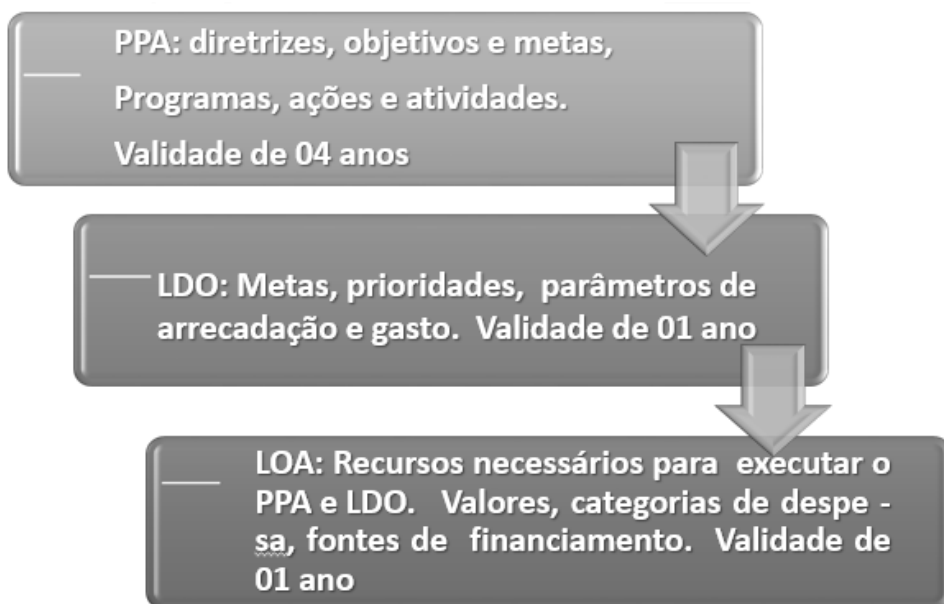 PPA: diretrizes, objetivos e metas,
Programas, ações e atividades.
Validade de 04 anos
LDO: Metas, prioridades, parâmetros de
arrecadação e gasto. Validade de 01 ano
LOA: Recursos necessários para executar o
PPA e LDO. Valores, categorias de despe -
sa, fontes de financiamento. Validade de
01 ano